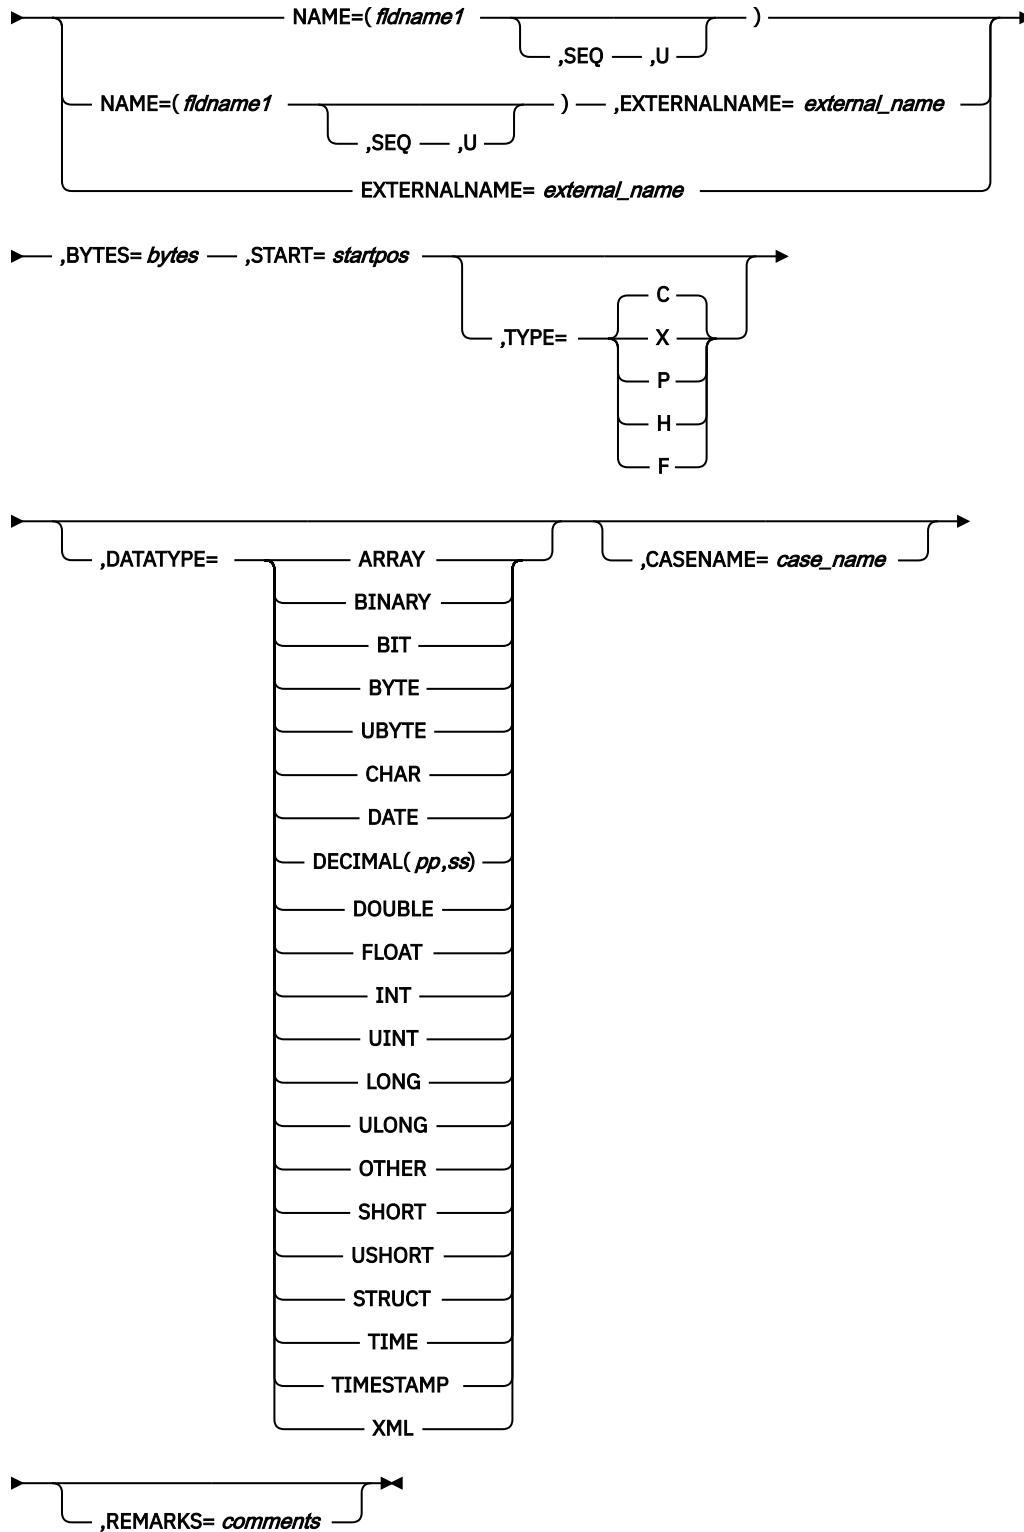 NAME=( fldname1 )
,SEQ ,U
NAME=( fldname1 ) ,EXTERNALNAME= external_name
,SEQ ,U
EXTERNALNAME= external_name
,BYTES= bytes ,START= startpos
C
,TYPE= X
P
H
F
,DATATYPE= ARRAY ,CASENAME= case_name
BINARY
BIT
BYTE
UBYTE
CHAR
DATE
DECIMAL( pp,ss)
DOUBLE
FLOAT
INT
UINT
LONG
ULONG
OTHER
SHORT
USHORT
STRUCT
TIME
TIMESTAMP
XML
,REMARKS= comments